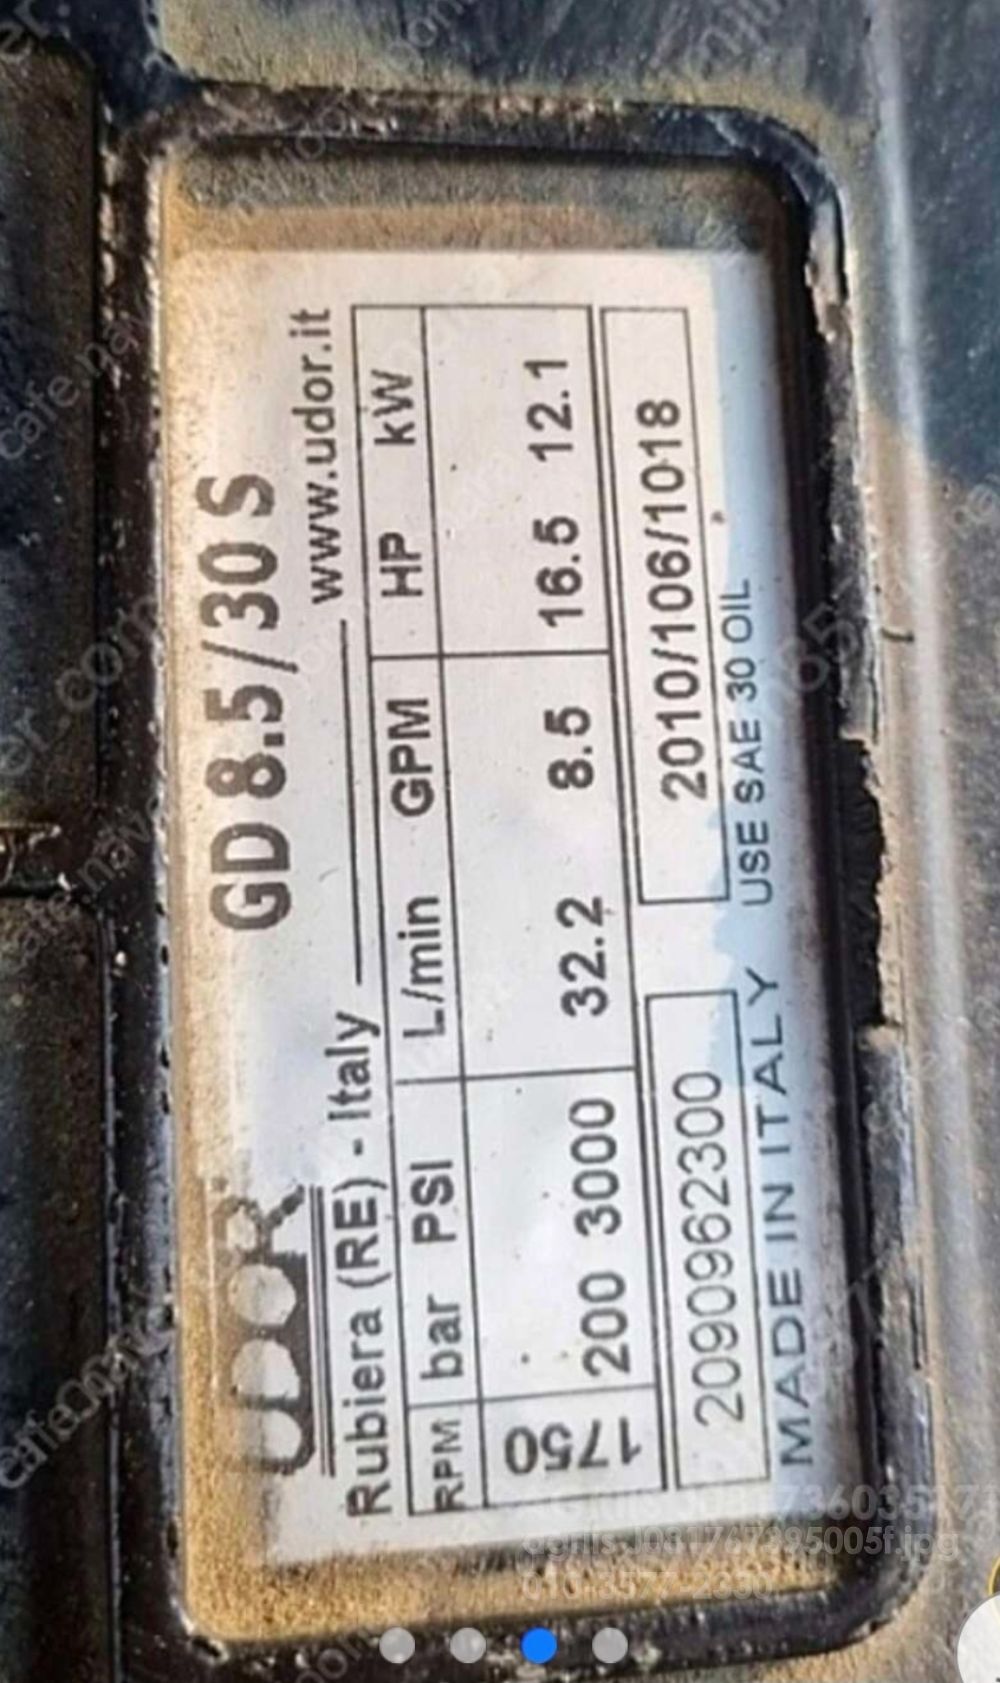 UDOR
GD 8.5/30 S
Rubiera (RE) - Italy
www.udor.it
RPM bar PSI L/min GPM HP kW
1750 200 3000 32.2 8.5 16.5 12.1
2090962300
2010/106/1018
MADE IN ITALY USE SAE 30 OIL